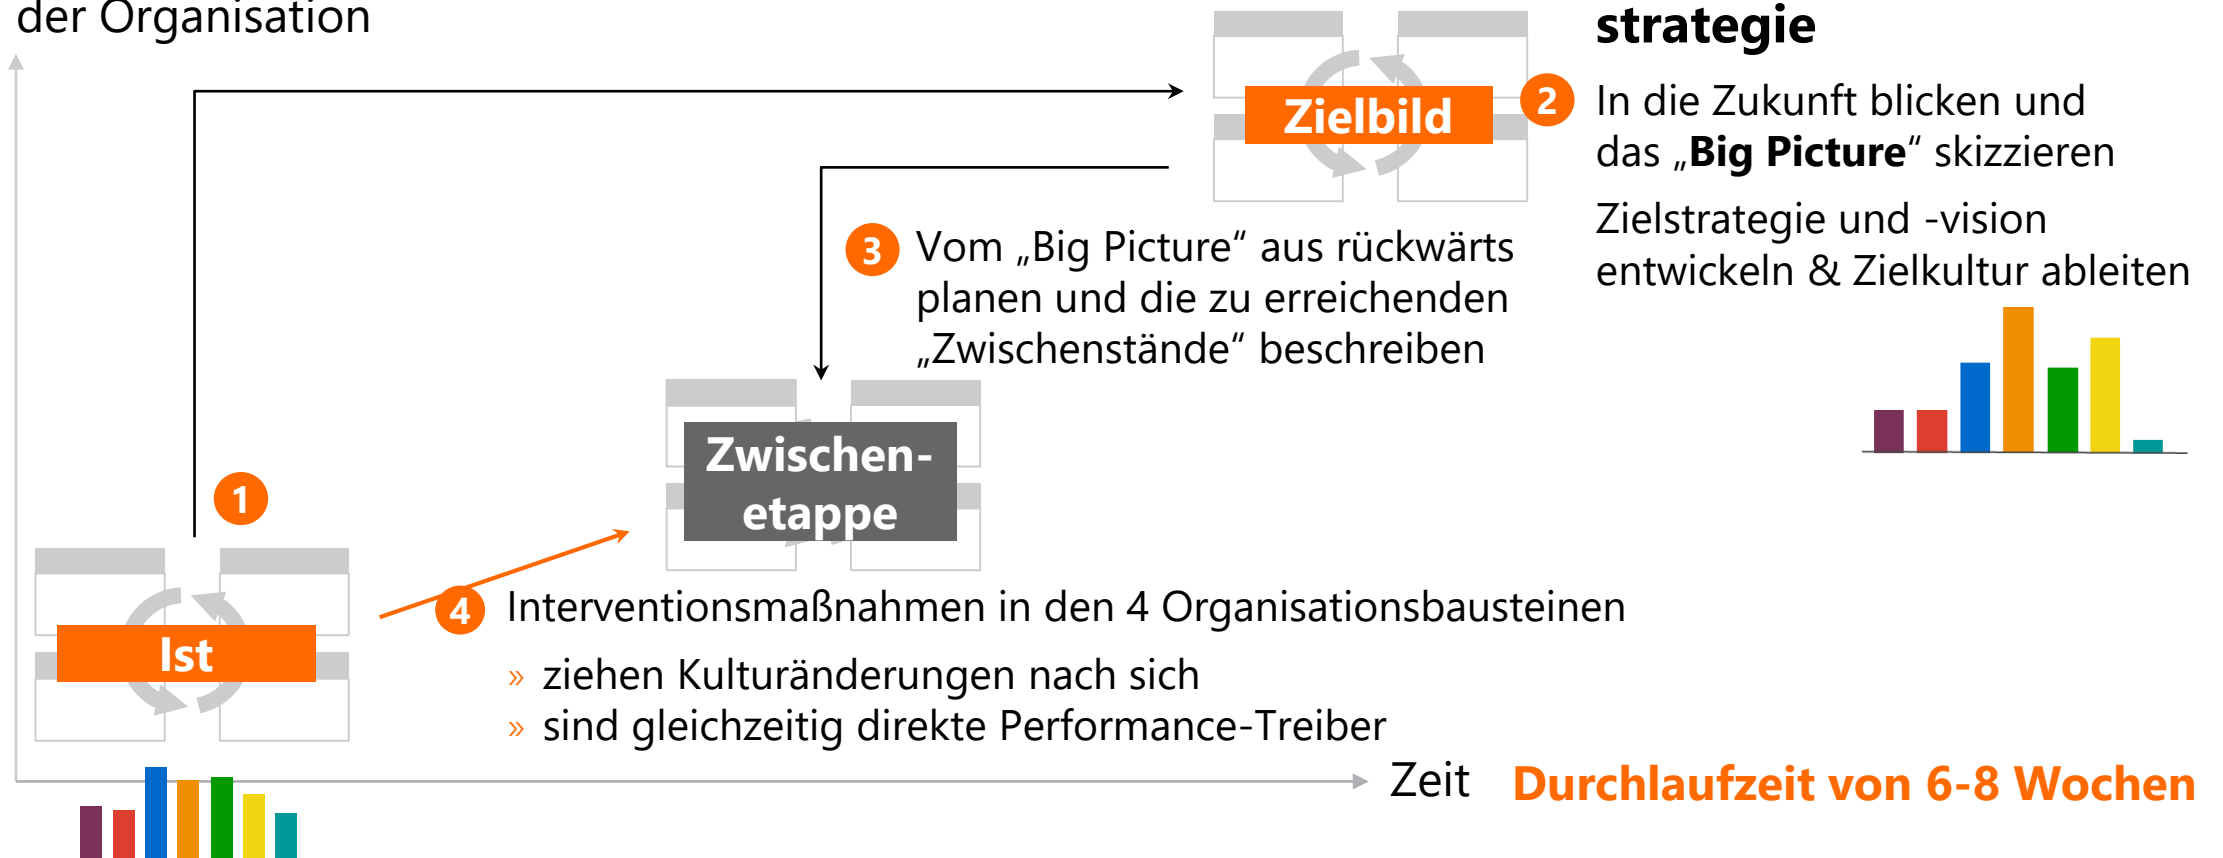 der Organisation
strategie
Zielbild
2
In die Zukunft blicken und
das „Big Picture“ skizzieren
Zielstrategie und -vision
entwickeln & Zielkultur ableiten
3
Vom „Big Picture“ aus rückwärts
planen und die zu erreichenden
„Zwischenstände“ beschreiben
Zwischen-
etappe
1
Ist
4
Interventionsmaßnahmen in den 4 Organisationsbausteinen
» ziehen Kulturänderungen nach sich
» sind gleichzeitig direkte Performance-Treiber
Zeit
Durchlaufzeit von 6-8 Wochen